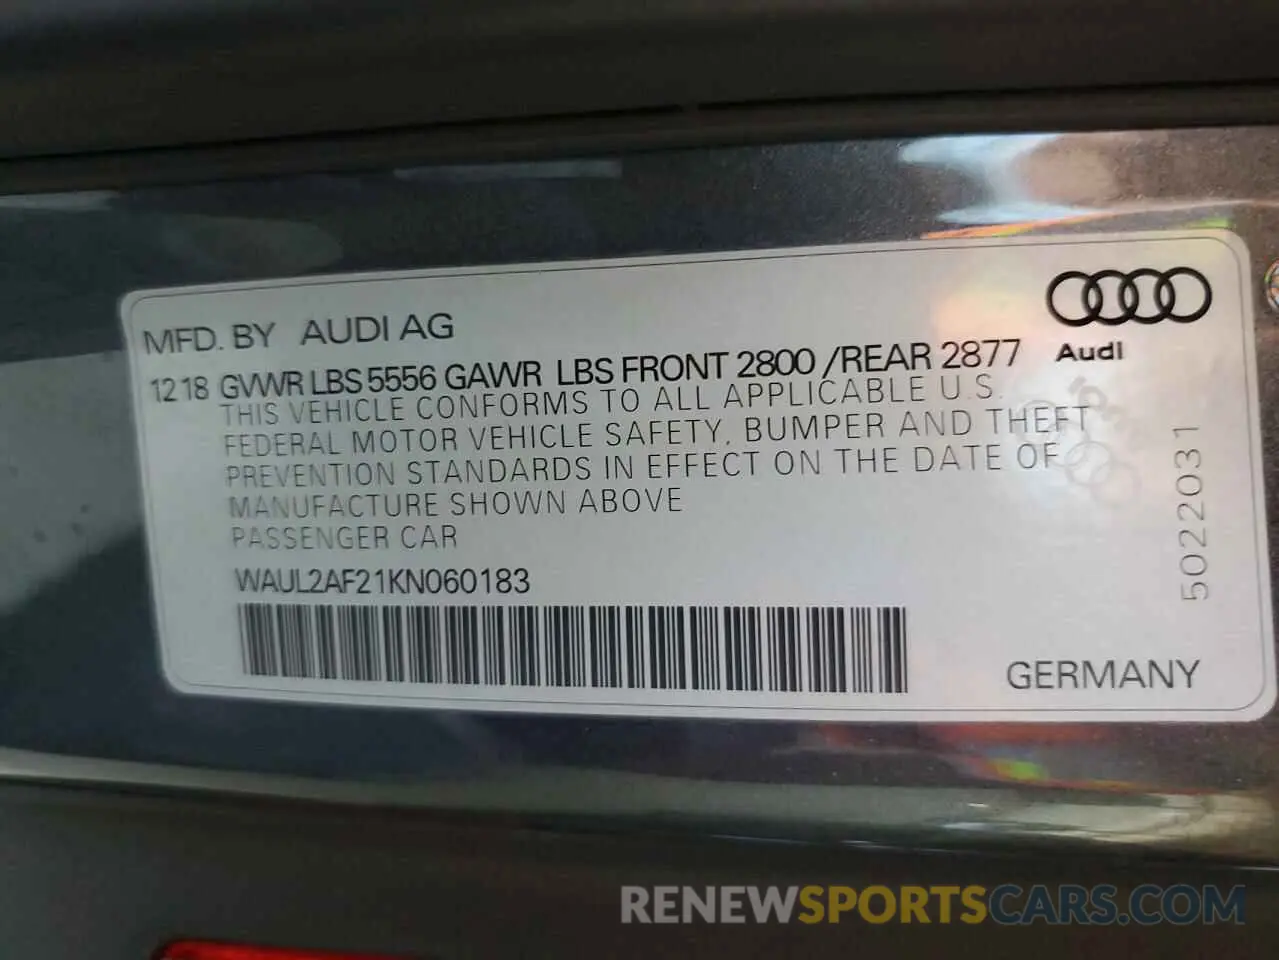 MFD. BY AUDI AG
12 18 GVWR LBS 5556 GAWR LBS FRONT 2800 /REAR 2877
THIS VEHICLE CONFORMS TO ALL APPLICABLE U.S.
FEDERAL MOTOR VEHICLE SAFETY, BUMPER AND THEFT
PREVENTION STANDARDS IN EFFECT ON THE DATE OF
MANUFACTURE SHOWN ABOVE
PASSENGER CAR
WAUL2AF21KN060183
Audi
5022031
GERMANY
RENEWSPORTSCARS.COM